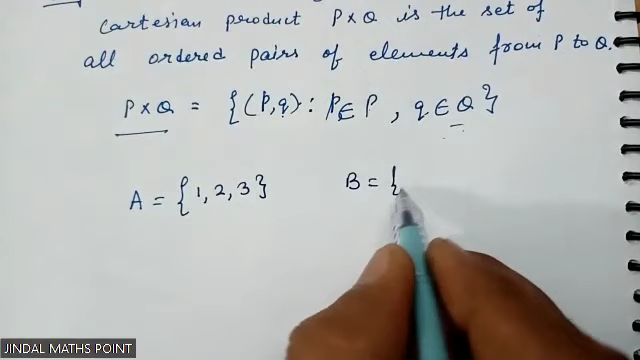 Cartesian product P×Q is the set of
all ordered pairs of elements from P to Q.
P×Q = {(p,q) : p∈P , q∈Q}
A = {1, 2, 3} B = {
JINDAL MATHS POINT